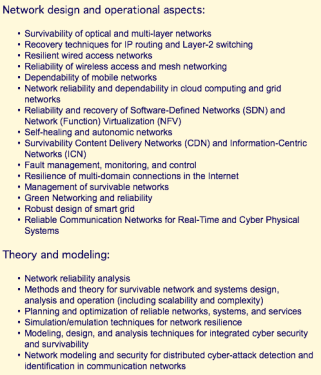 Network design and operational aspects:
• Survivability of optical and multi-layer networks
• Recovery techniques for IP routing and Layer-2 switching
• Resilient wired access networks
• Reliability of wireless access and mesh networking
• Dependability of mobile networks
• Network reliability and dependability in cloud computing and grid
networks
• Reliability and recovery of Software-Defined Networks (SDN) and
Network (Function) Virtualization (NFV)
• Self-healing and autonomic networks
• Survivability Content Delivery Networks (CDN) and Information-Centric
Networks (ICN)
• Fault management, monitoring, and control
• Resilience of multi-domain connections in the Internet
• Management of survivable networks
• Green Networking and reliability
• Robust design of smart grid
• Reliable Communication Networks for Real-Time and Cyber Physical
Systems
Theory and modeling:
• Network reliability analysis
• Methods and theory for survivable network and systems design,
analysis and operation (including scalability and complexity)
• Planning and optimization of reliable networks, systems, and services
• Simulation/emulation techniques for network resilience
• Modeling, design, and analysis techniques for integrated cyber security
and survivability
• Network modeling and security for distributed cyber-attack detection and
identification in communication networks